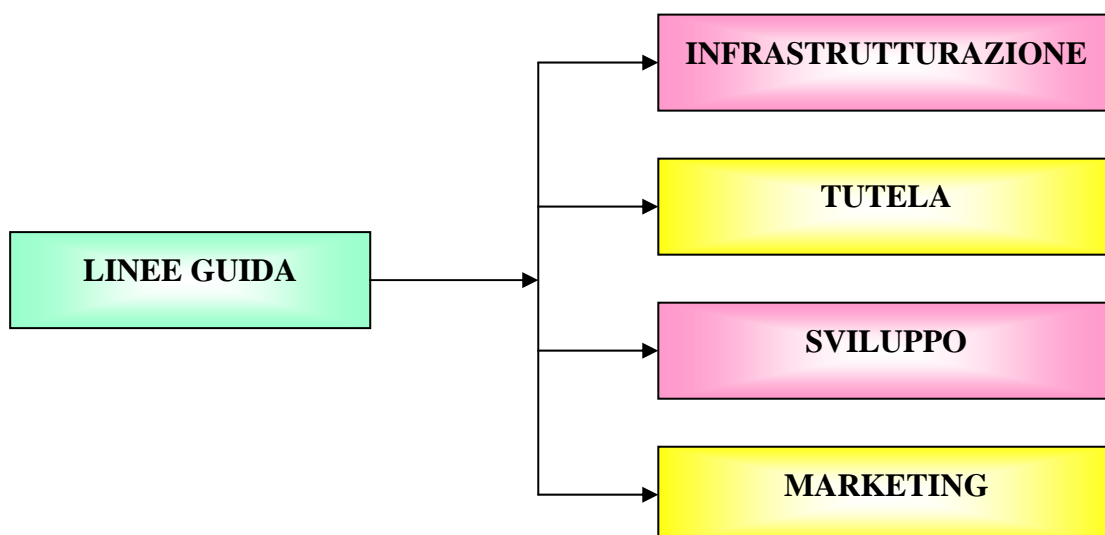 INFRASTRUTTURAZIONE
TUTELA
LINEE GUIDA
SVILUPPO
MARKETING